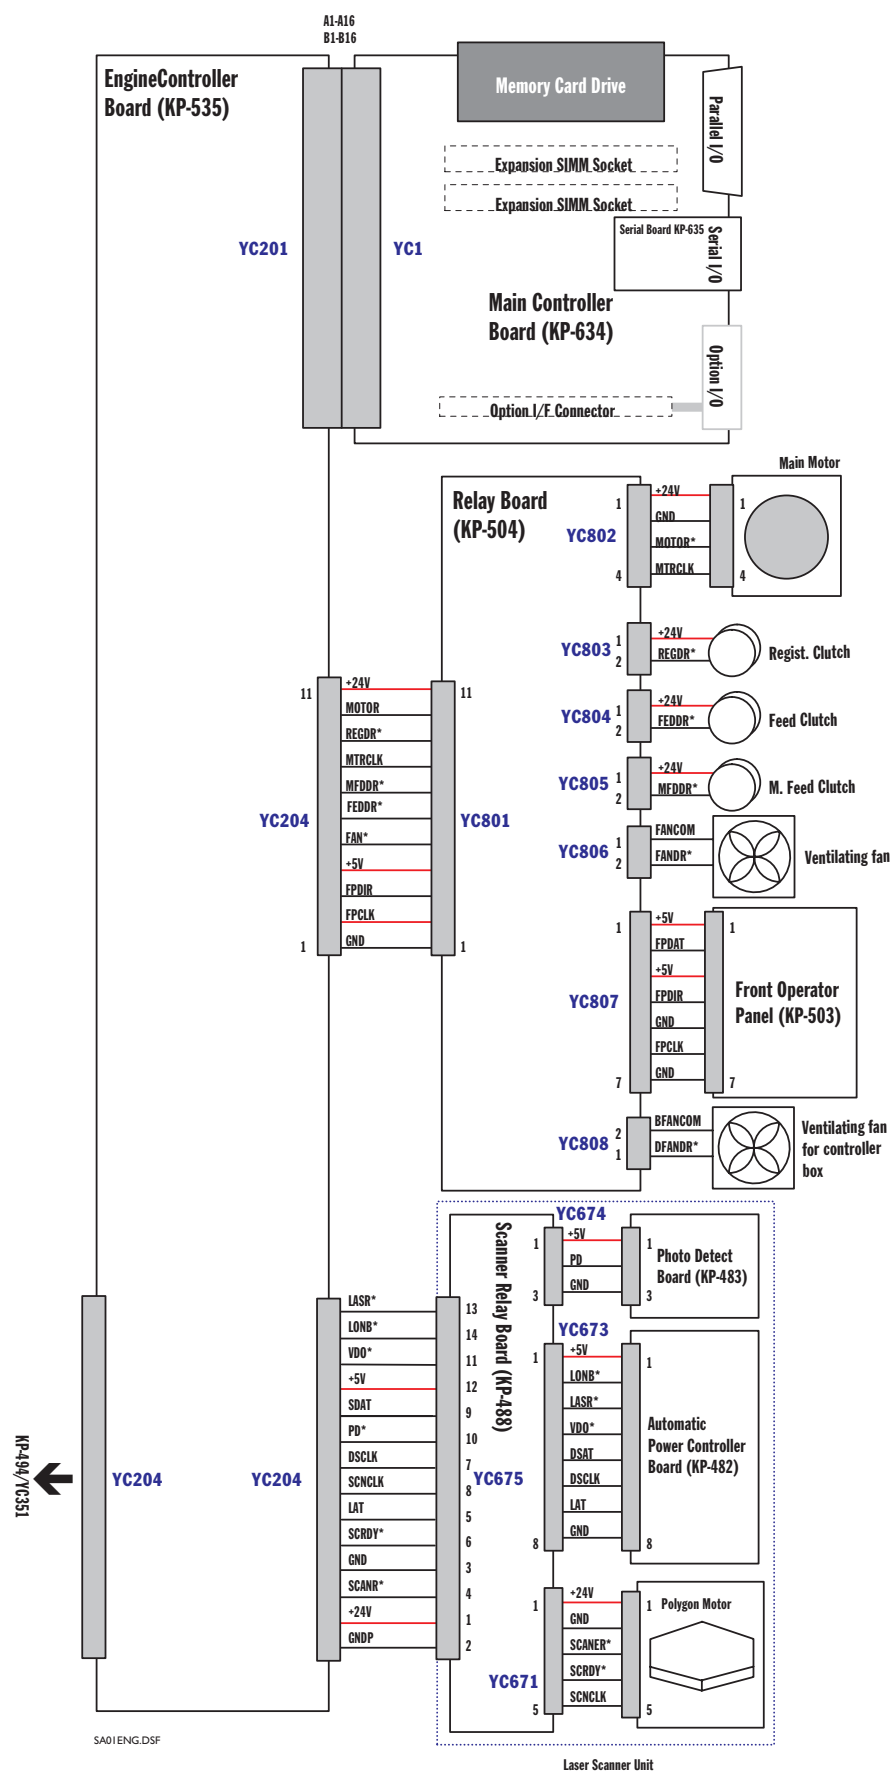 A1-A16
B1-B16
EngineController
Board (KP-535)
Memory Card Drive
Parallel I/O
Expansion SIMM Socket
Expansion SIMM Socket
Serial Board KP-635
Serial I/O
YC201
YC1
Main Controller
Board (KP-634)
Option I/O
Option I/F Connector
Main Motor
Relay Board
(KP-504)
YC802
1
4
+24V
GND
MOTOR*
MTRCLK
1
4
YC803
1
2
+24V
REGDR*
Regist. Clutch
YC804
1
2
+24V
FEDDR*
Feed Clutch
YC805
1
2
+24V
MFDDR*
M. Feed Clutch
YC806
1
2
FANCOM
FANDR*
Ventilating fan
YC204
11
1
+24V
MOTOR
REGDR*
MTRCLK
MFDDR*
FEDDR*
FAN*
+5V
FPDIR
FPCLK
GND
11
1
YC801
YC807
1
7
+5V
FPDAT
+5V
FPDIR
GND
FPCLK
GND
1
7
Front Operator
Panel (KP-503)
YC808
2
1
BFANCOM
DFANDR*
Ventilating fan
for controller
box
Scanner Relay Board (KP-488)
YC674
1
3
+5V
PD
GND
1
3
Photo Detect
Board (KP-483)
YC673
1
8
+5V
LONB*
LASR*
VDO*
DSAT
DSCLK
LAT
GND
1
8
Automatic
Power Controller
Board (KP-482)
KP-494/YC351
YC204
YC204
LASR*
LONB*
VDO*
+5V
SDAT
PD*
DSCLK
SCNCLK
LAT
SCRDY*
GND
SCANR*
+24V
GNDP
13
14
11
12
9
10
7
8
5
6
3
4
1
2
YC675
YC671
1
5
+24V
GND
SCANER*
SCRDY*
SCNCLK
1
5
Polygon Motor
SA01ENG.DSF
Laser Scanner Unit